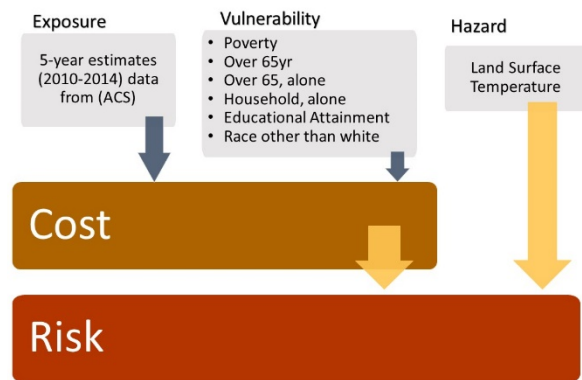 Exposure
5-year estimates
(2010-2014) data
from (ACS)
Vulnerability
• Poverty
• Over 65yr
• Over 65, alone
• Household, alone
• Educational Attainment
• Race other than white
Hazard
Land Surface
Temperature
Cost
Risk